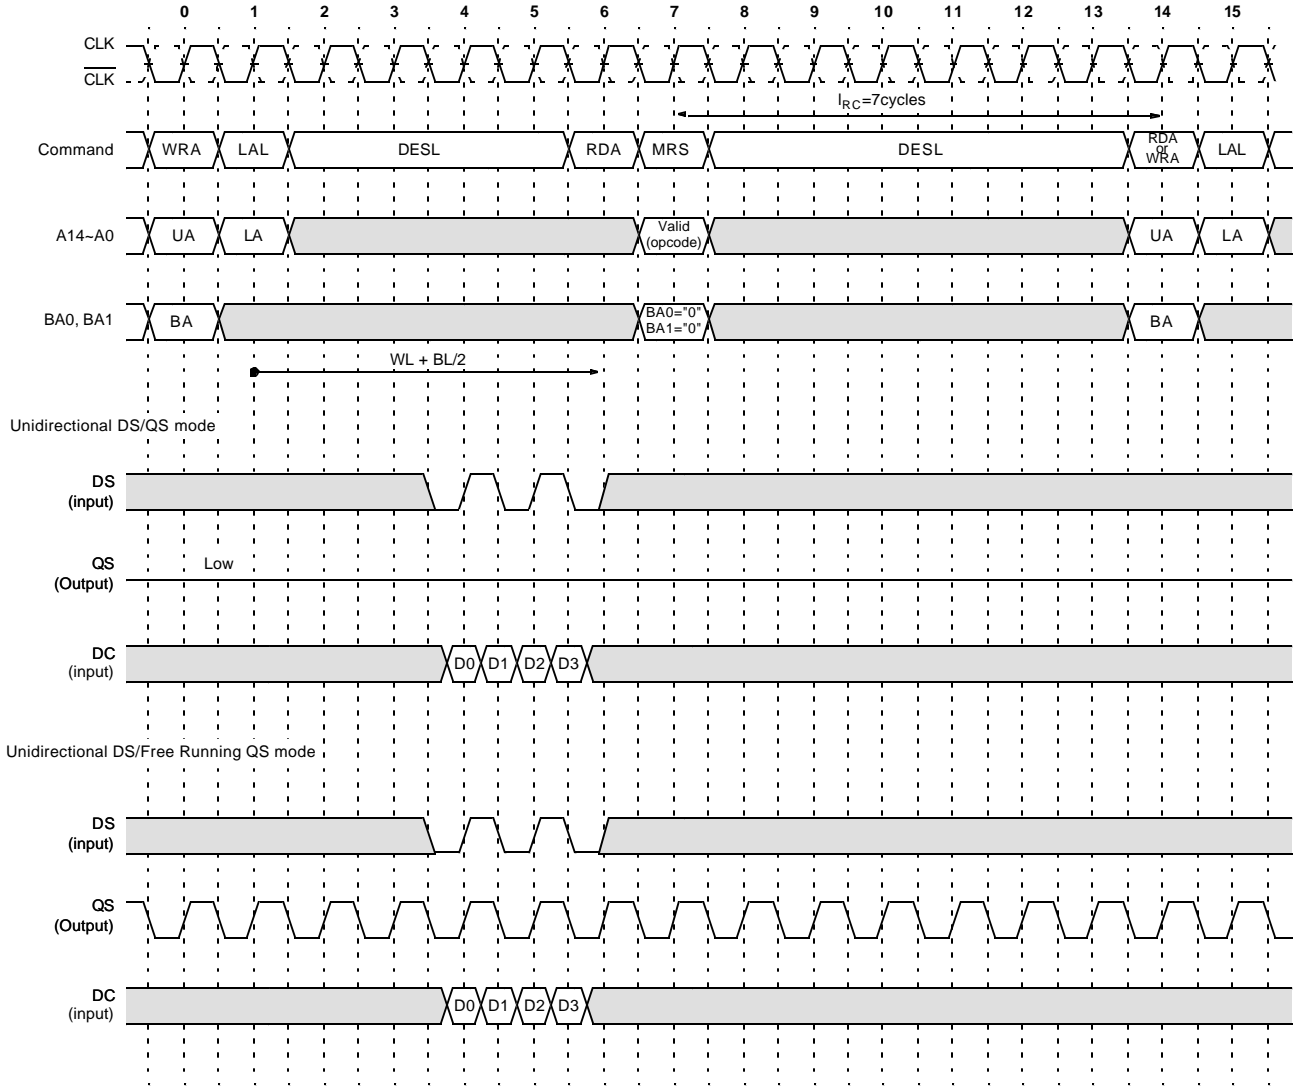 0 1 2 3 4 5 6 7 8 9 10 11 12 13 14 15
CLK
CLK
IRC=7cycles
Command WRA LAL DESL RDA MRS DESL RDA or WRA LAL
A14~A0 UA LA Valid (opcode) UA LA
BA0, BA1 BA BA0="0" BA1="0" BA
WL + BL/2
Unidirectional DS/QS mode
DS
(input)
QS Low
(Output)
DC
(input) D0 D1 D2 D3
Unidirectional DS/Free Running QS mode
DS
(input)
QS
(Output)
DC
(input) D0 D1 D2 D3